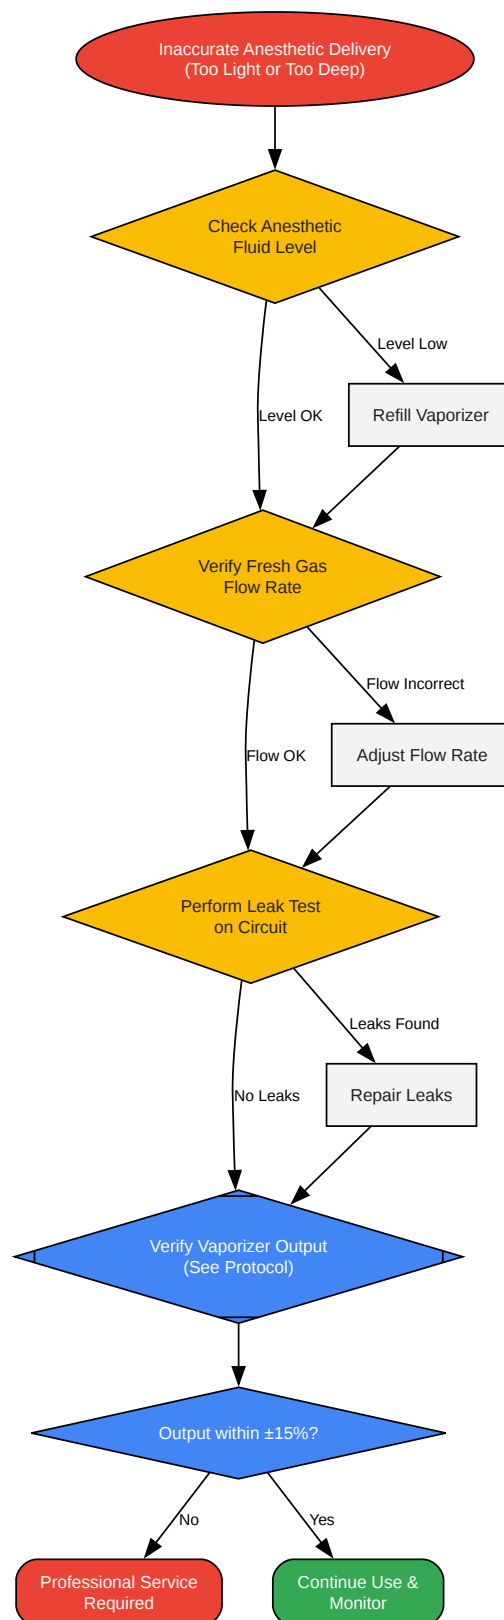 Inaccurate Anesthetic Delivery
(Too Light or Too Deep)
Check Anesthetic
Fluid Level
Level Low
Level OK
Refill Vaporizer
Verify Fresh Gas
Flow Rate
Flow Incorrect
Flow OK
Adjust Flow Rate
Perform Leak Test
on Circuit
Leaks Found
No Leaks
Repair Leaks
Verify Vaporizer Output
(See Protocol)
Output within ±15%?
No
Yes
Professional Service
Required
Continue Use &
Monitor